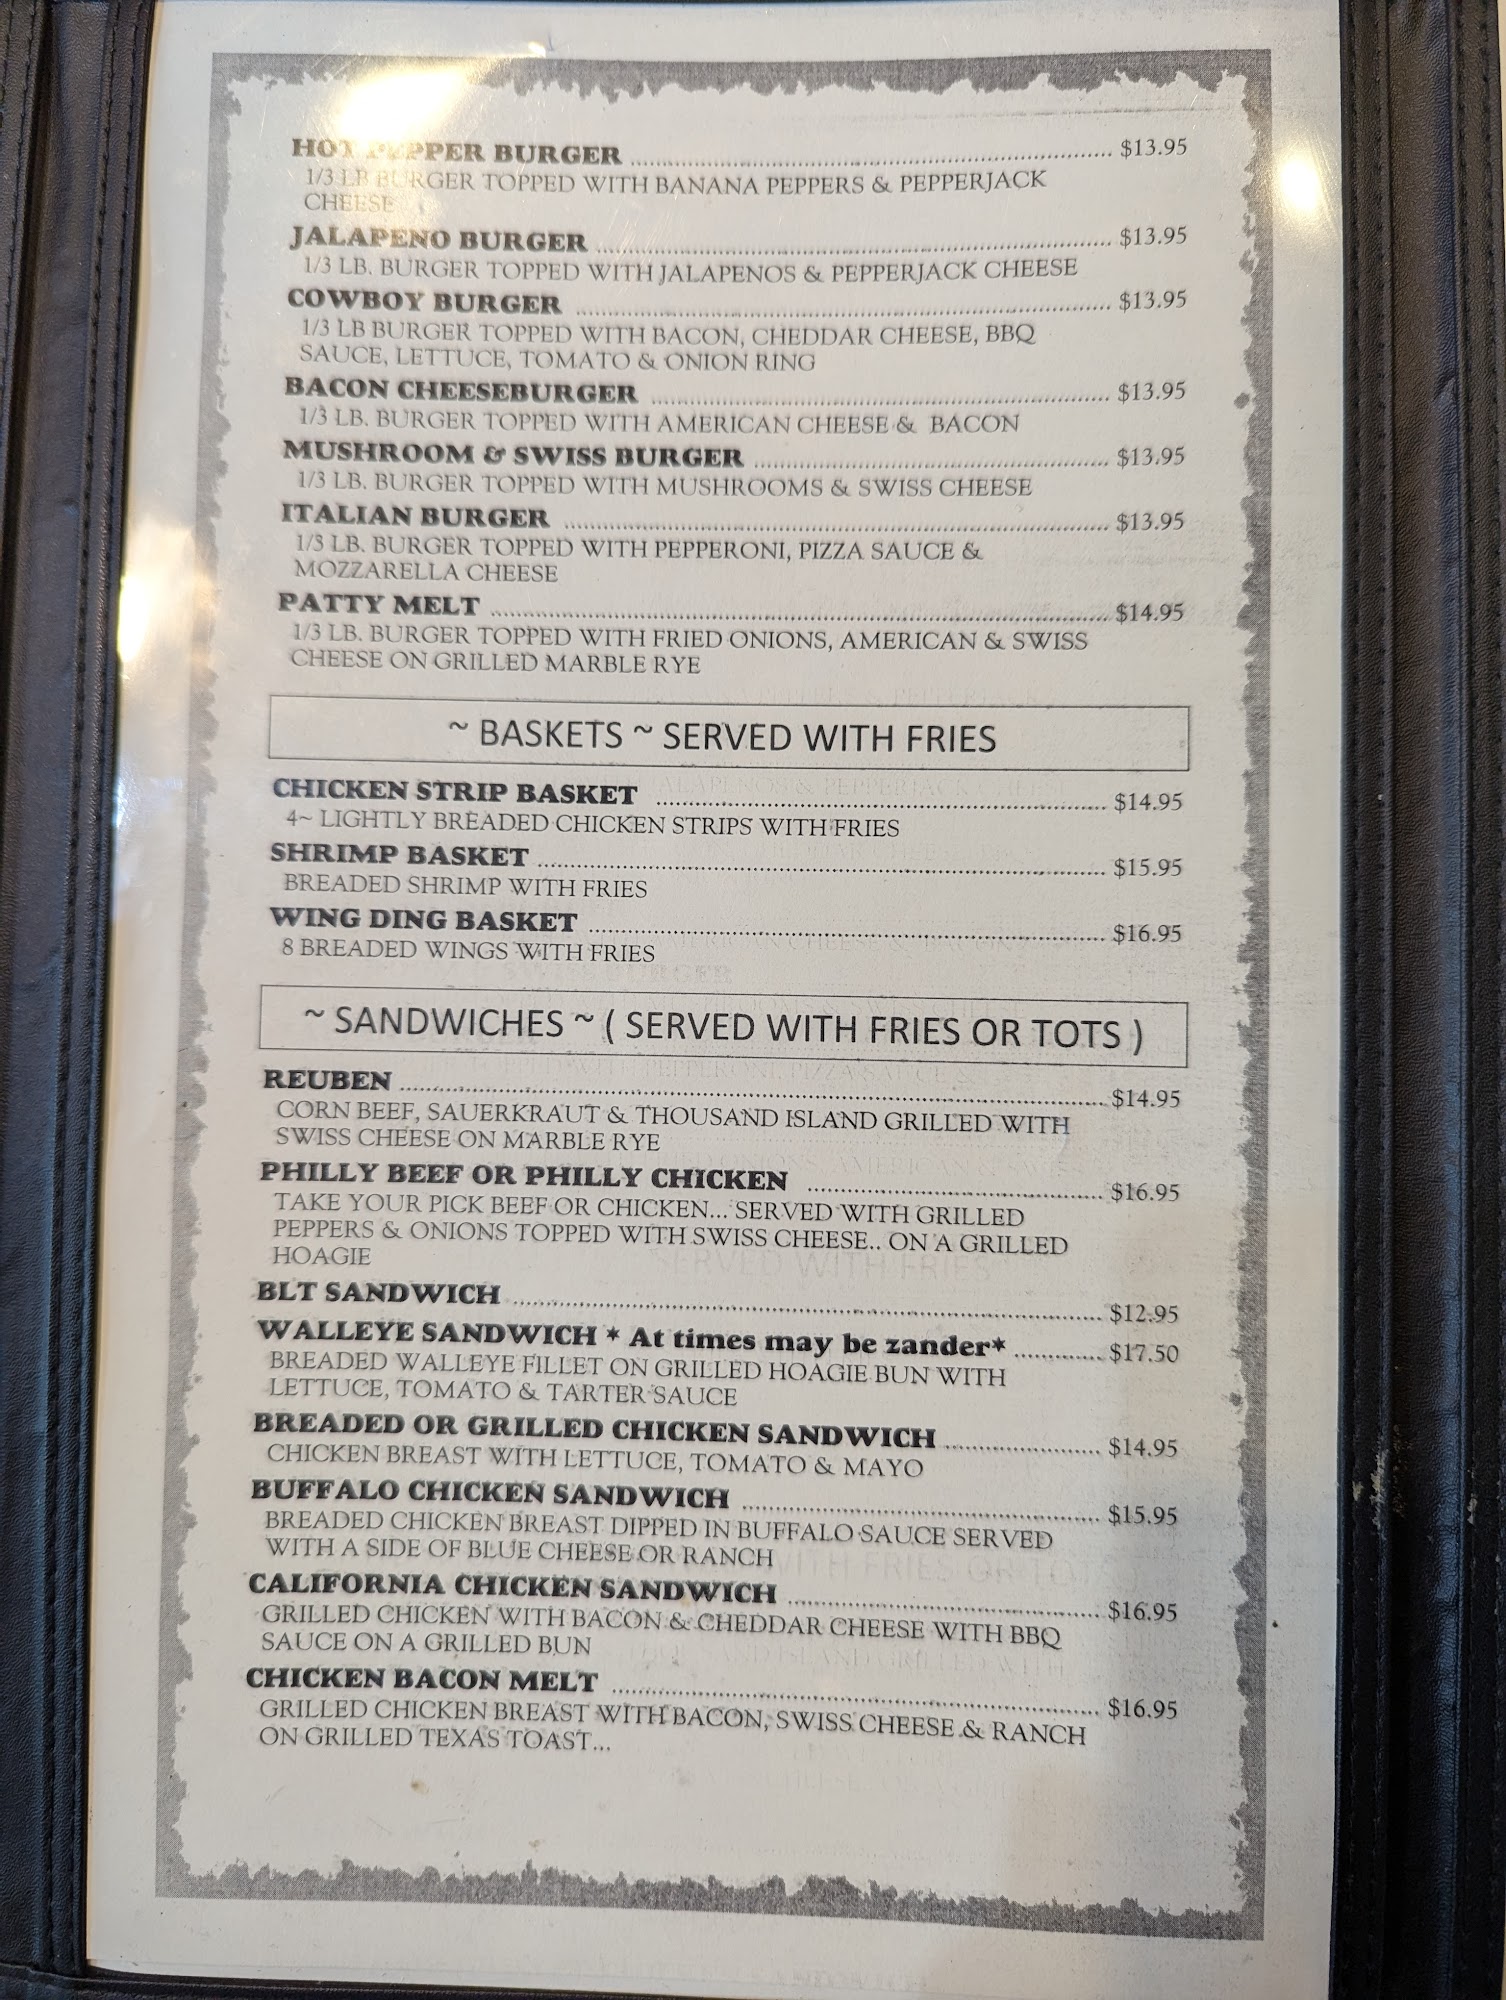 HOT PEPPER BURGER ........ $13.95
1/3 LB BURGER TOPPED WITH BANANA PEPPERS & PEPPERJACK
CHEESE
JALAPENO BURGER ........ $13.95
1/3 LB. BURGER TOPPED WITH JALAPENOS & PEPPERJACK CHEESE
COWBOY BURGER ........ $13.95
1/3 LB BURGER TOPPED WITH BACON, CHEDDAR CHEESE, BBQ
SAUCE, LETTUCE, TOMATO & ONION RING
BACON CHEESEBURGER ........ $13.95
1/3 LB. BURGER TOPPED WITH AMERICAN CHEESE & BACON
MUSHROOM & SWISS BURGER ........ $13.95
1/3 LB. BURGER TOPPED WITH MUSHROOMS & SWISS CHEESE
ITALIAN BURGER ........ $13.95
1/3 LB. BURGER TOPPED WITH PEPPERONI, PIZZA SAUCE &
MOZZARELLA CHEESE
PATTY MELT ........ $14.95
1/3 LB. BURGER TOPPED WITH FRIED ONIONS, AMERICAN & SWISS
CHEESE ON GRILLED MARBLE RYE
~ BASKETS ~ SERVED WITH FRIES
CHICKEN STRIP BASKET ........ $14.95
4~ LIGHTLY BREADED CHICKEN STRIPS WITH FRIES
SHRIMP BASKET ........ $15.95
BREADED SHRIMP WITH FRIES
WING DING BASKET ........ $16.95
8 BREADED WINGS WITH FRIES
~ SANDWICHES ~ ( SERVED WITH FRIES OR TOTS )
REUBEN ........ $14.95
CORN BEEF, SAUERKRAUT & THOUSAND ISLAND GRILLED WITH
SWISS CHEESE ON MARBLE RYE
PHILLY BEEF OR PHILLY CHICKEN ........ $16.95
TAKE YOUR PICK BEEF OR CHICKEN... SERVED WITH GRILLED
PEPPERS & ONIONS TOPPED WITH SWISS CHEESE.. ON A GRILLED
HOAGIE
BLT SANDWICH ........ $12.95
WALLEYE SANDWICH * At times may be zander* ........ $17.50
BREADED WALLEYE FILLET ON GRILLED HOAGIE BUN WITH
LETTUCE, TOMATO & TARTER SAUCE
BREADED OR GRILLED CHICKEN SANDWICH ........ $14.95
CHICKEN BREAST WITH LETTUCE, TOMATO & MAYO
BUFFALO CHICKEN SANDWICH ........ $15.95
BREADED CHICKEN BREAST DIPPED IN BUFFALO SAUCE SERVED
WITH A SIDE OF BLUE CHEESE OR RANCH
CALIFORNIA CHICKEN SANDWICH ........ $16.95
GRILLED CHICKEN WITH BACON & CHEDDAR CHEESE WITH BBQ
SAUCE ON A GRILLED BUN
CHICKEN BACON MELT ........ $16.95
GRILLED CHICKEN BREAST WITH BACON, SWISS CHEESE & RANCH
ON GRILLED TEXAS TOAST...